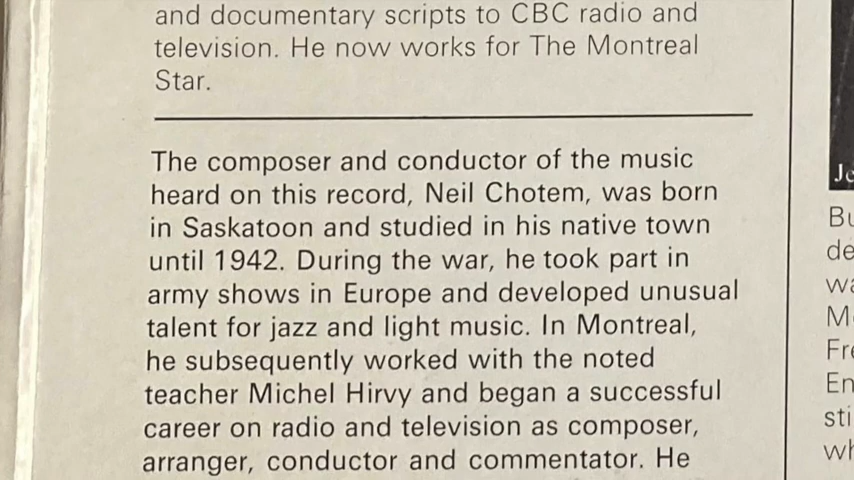 and documentary scripts to CBC radio and
television. He now works for The Montreal
Star.
The composer and conductor of the music
heard on this record, Neil Chotem, was born
in Saskatoon and studied in his native town
until 1942. During the war, he took part in
army shows in Europe and developed unusual
talent for jazz and light music. In Montreal,
he subsequently worked with the noted
teacher Michel Hirvy and began a successful
career on radio and television as composer,
arranger, conductor and commentator. He